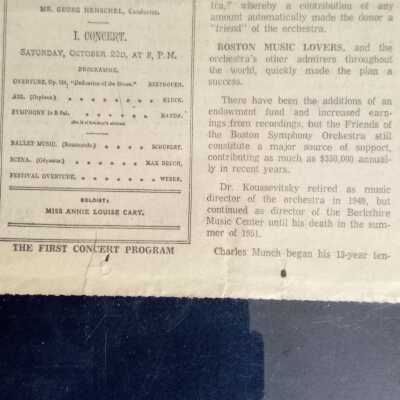 MR. GEORG HENSCHEL, Conductor.
I. CONCERT.
SATURDAY, OCTOBER 22D, AT 8, P.M.
PROGRAMME.
OVERTURE, Op. 124, "Dedication of the House." BEETHOVEN.
AIR. (Orpheus.) GLUCK.
SYMPHONY in B flat. HAYDN.
BALLET MUSIC. (Rosamunde.) SCHUBERT.
SCENA. (Odysseus.) MAX BRUCH.
FESTIVAL OVERTURE. WEBER.
SOLOIST:
MISS ANNIE LOUISE CARY.
THE FIRST CONCERT PROGRAM
whereby a contribution of any
amount automatically made the donor a
"friend" of the orchestra.
BOSTON MUSIC LOVERS, and the
orchestra's other admirers throughout
the world, quickly made the plan a
success.
There have been the additions of an
endowment fund and increased earn-
ings from recordings, but the Friends of
the Boston Symphony Orchestra still
constitute a major source of support,
contributing as much as $350,000 annual-
ly in recent years.
Dr. Koussevitsky retired as music
director of the orchestra in 1949, but
continued as director of the Berkshire
Music Center until his death in the sum-
mer of 1951.
Charles Munch began his 13-year ten-